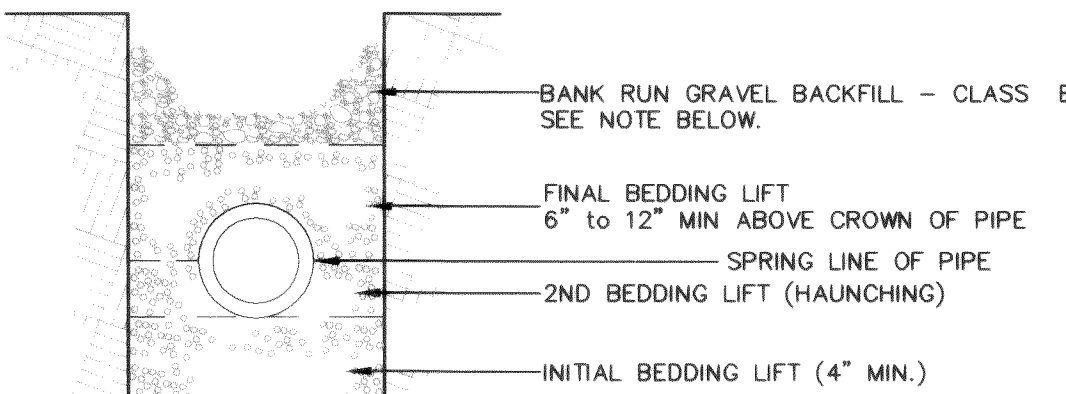 BANK RUN GRAVEL BACKFILL – CLASS
SEE NOTE BELOW.
FINAL BEDDING LIFT
6" to 12" MIN ABOVE CROWN OF PIPE
SPRING LINE OF PIPE
2ND BEDDING LIFT (HAUNCHING)
INITIAL BEDDING LIFT (4" MIN.)